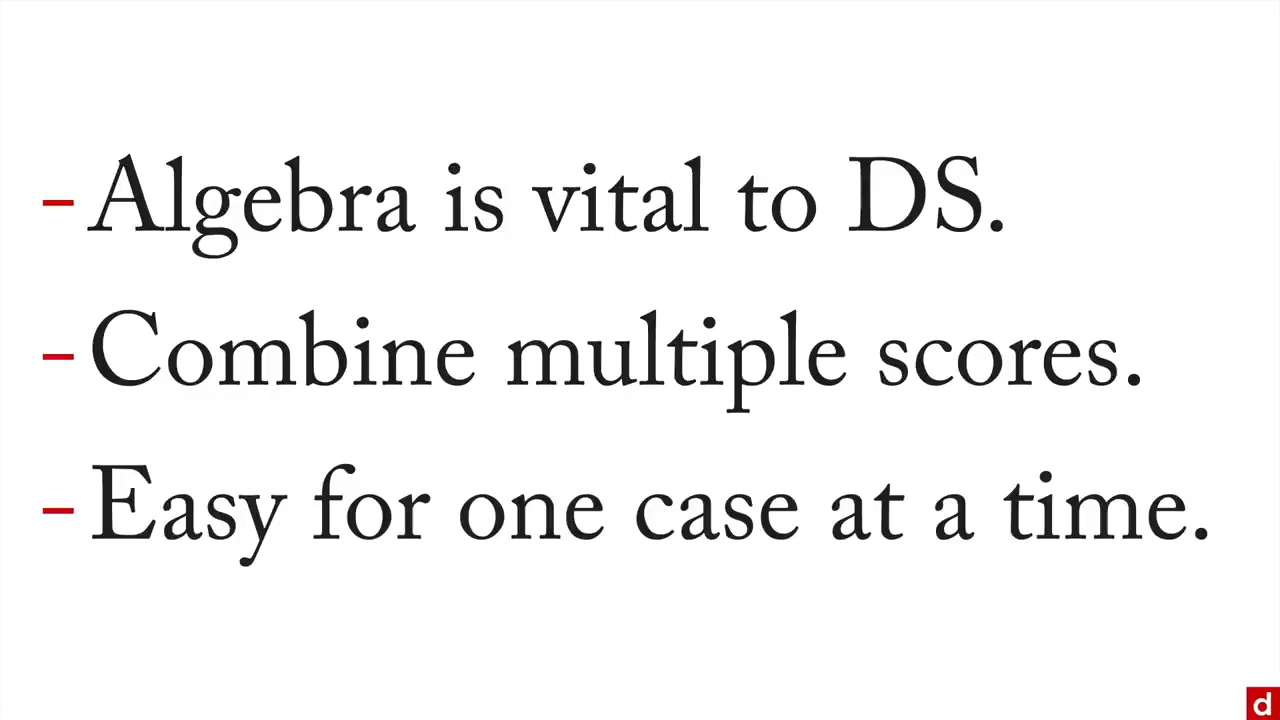 – Algebra is vital to DS.
– Combine multiple scores.
– Easy for one case at a time.
d